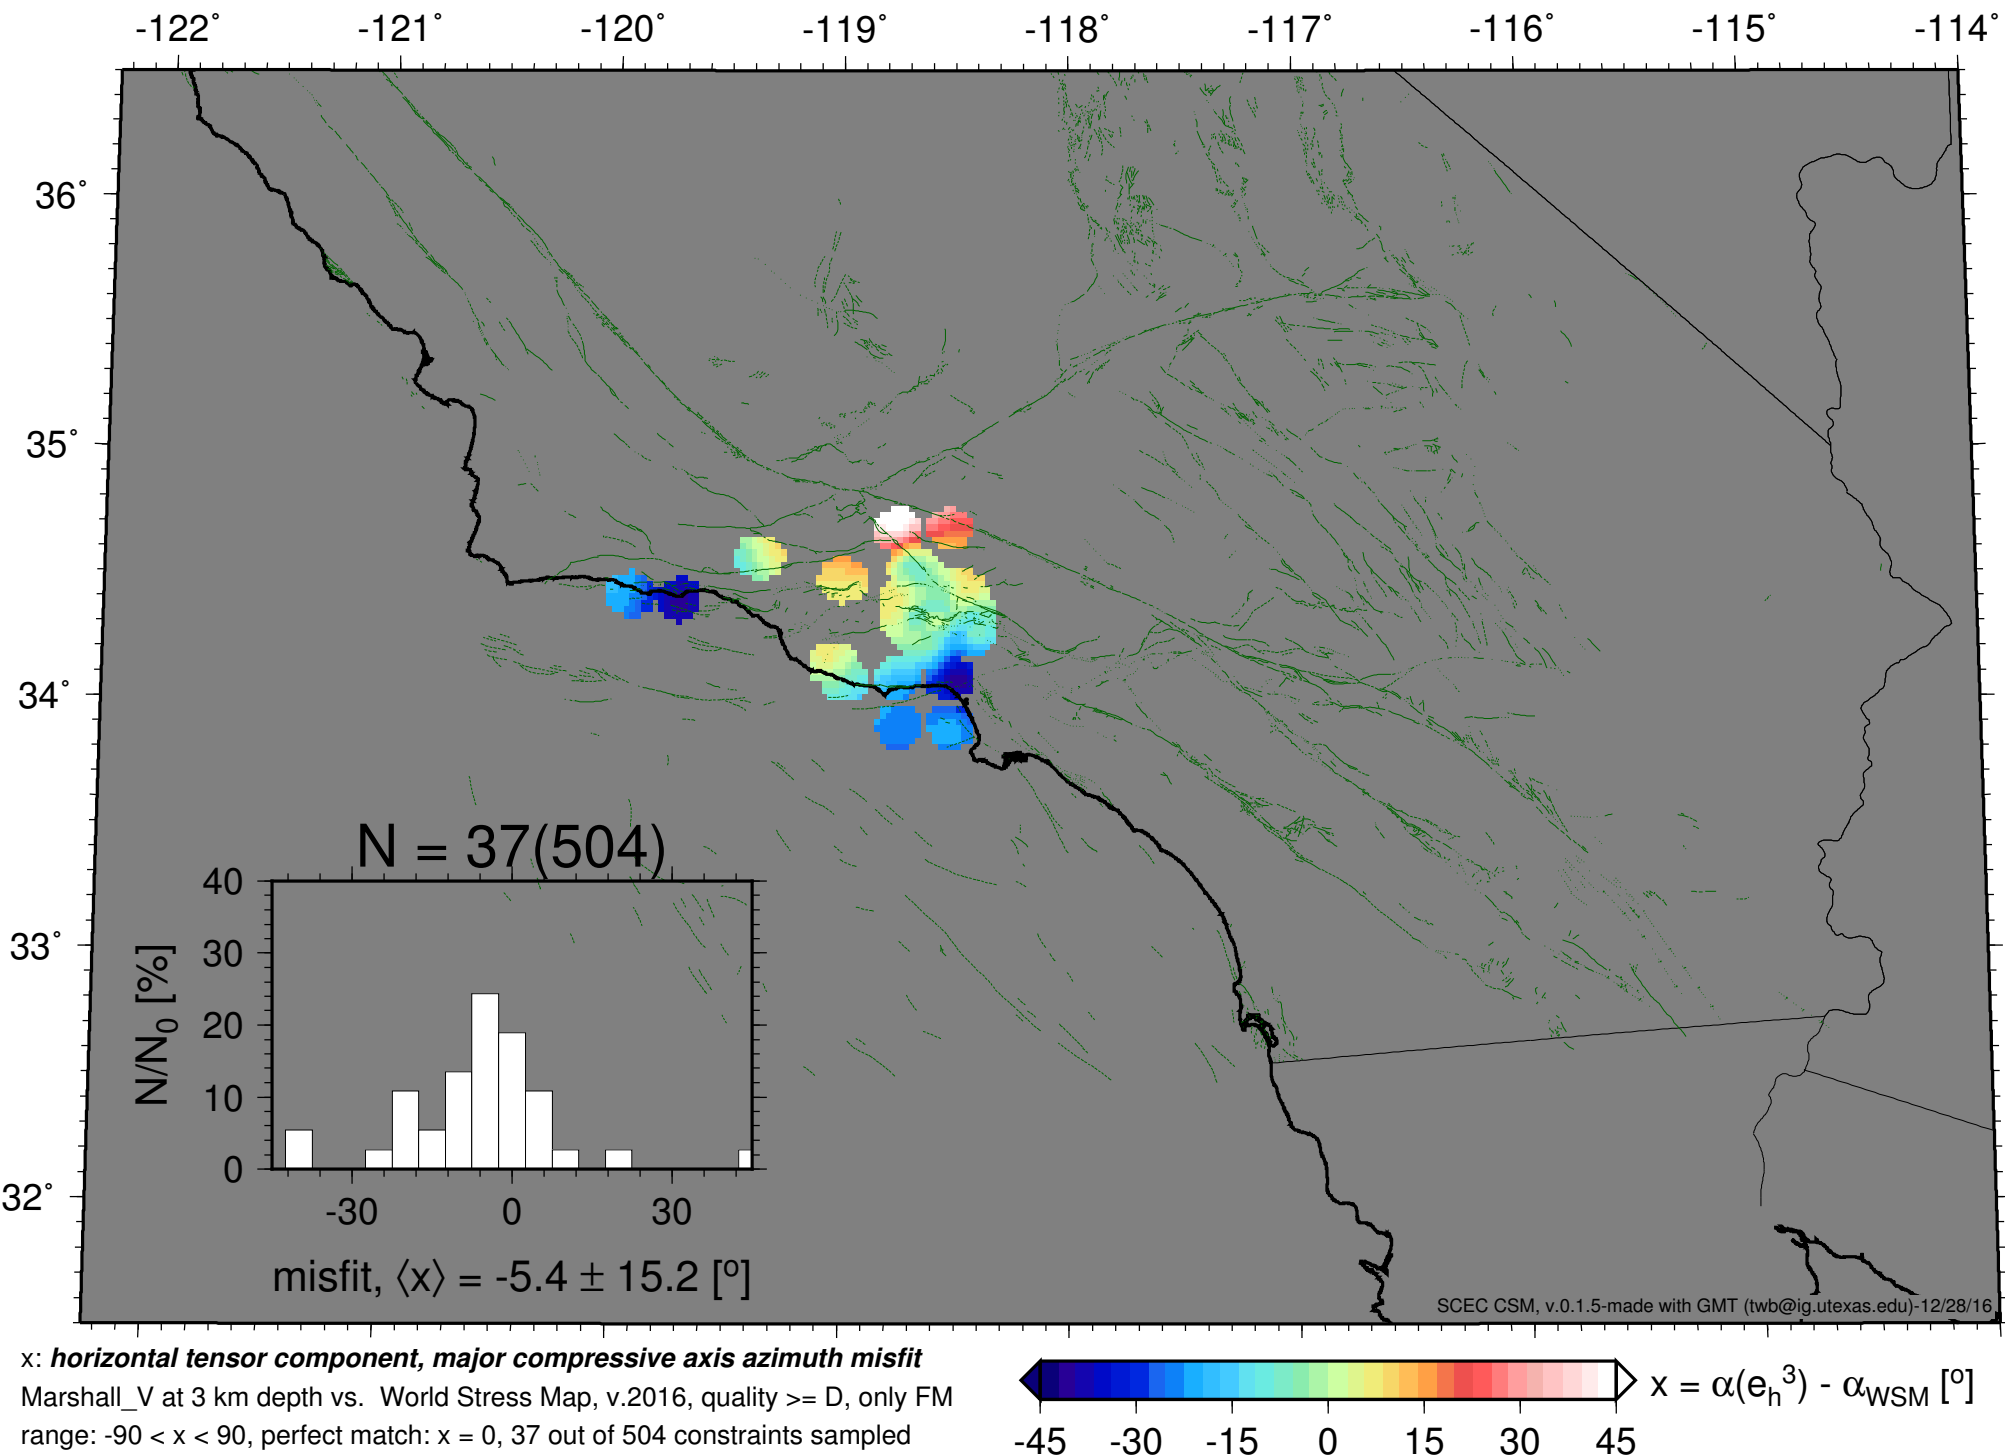 -122° -121° -120° -119° -118° -117° -116° -115° -114°
36°
35°
34°
33°
32°
N = 37(504)
40
30
20
10
0
N/N0 [%]
-30 0 30
misfit, ⟨x⟩ = -5.4 ± 15.2 [°]
SCEC CSM, v.0.1.5-made with GMT (twb@ig.utexas.edu)-12/28/16
x: horizontal tensor component, major compressive axis azimuth misfit
Marshall_V at 3 km depth vs. World Stress Map, v.2016, quality >= D, only FM
range: -90 < x < 90, perfect match: x = 0, 37 out of 504 constraints sampled
x = α(eh3) - αWSM [°]
-45 -30 -15 0 15 30 45